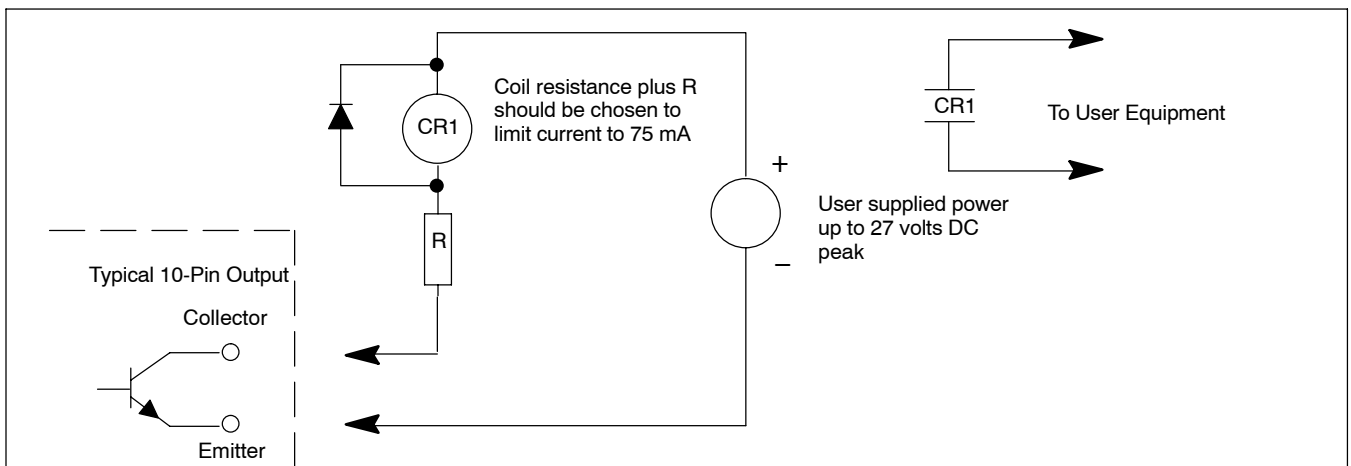 Coil resistance plus R
should be chosen to
limit current to 75 mA
CR1
CR1
To User Equipment
+
User supplied power
up to 27 volts DC
peak
–
R
Typical 10-Pin Output
Collector
Emitter